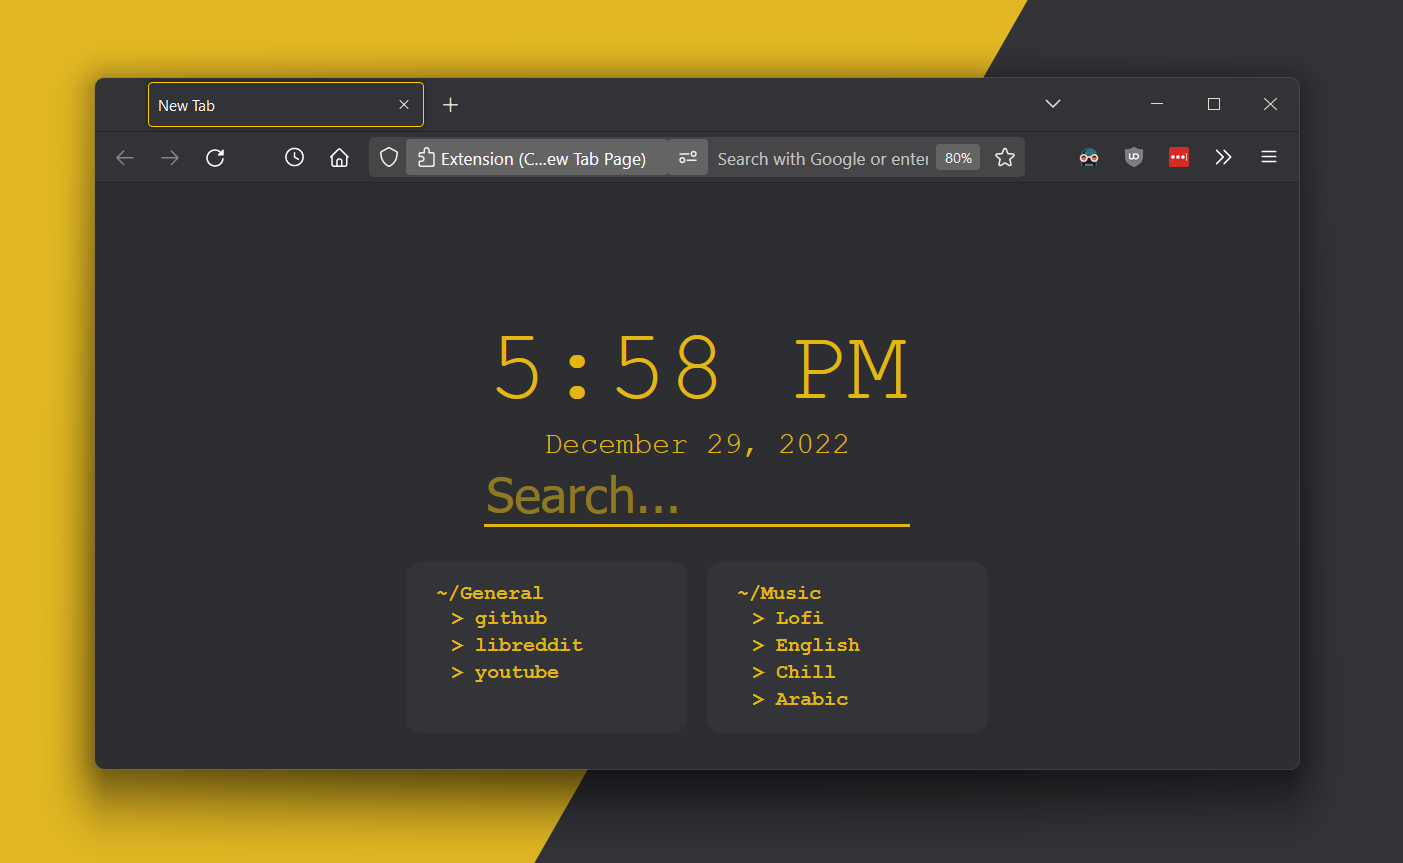 New Tab
Extension (C...ew Tab Page)
Search with Google or enter
80%
5:58 PM
December 29, 2022
Search...
~/General
> github
> libreddit
> youtube
~/Music
> Lofi
> English
> Chill
> Arabic